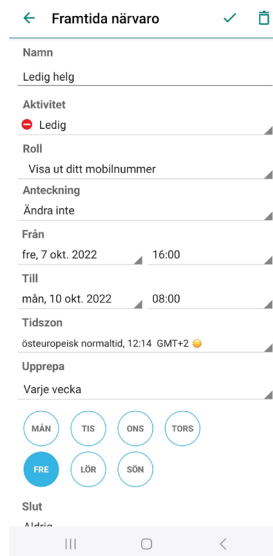 Framtida närvaro
Namn
Ledig helg
Aktivitet
Ledig
Roll
Visa ut ditt mobilnummer
Anteckning
Ändra inte
Från
fre, 7 okt. 2022 16:00
Till
mån, 10 okt. 2022 08:00
Tidszon
östeuropeisk normaltid, 12:14 GMT+2
Upprepa
Varje vecka
MÅN TIS ONS TORS
FRE LÖR SÖN
Slut
Aldrig